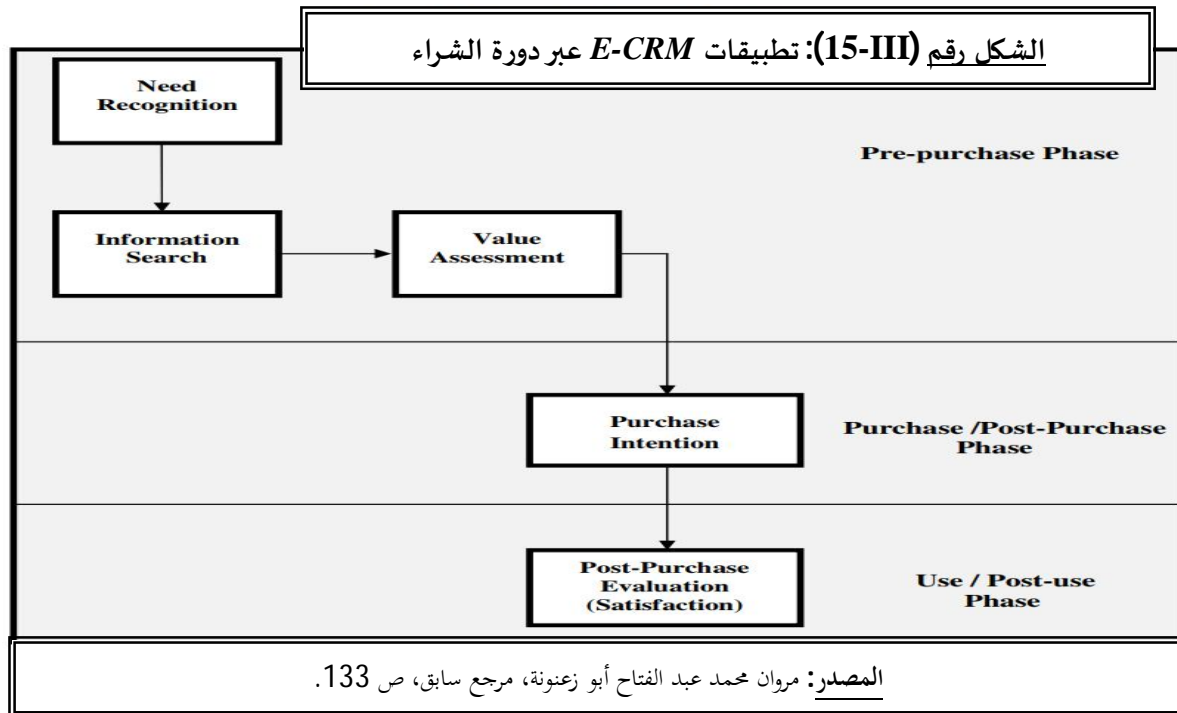 الشكل رقم (15-III): تطبيقات E-CRM عبر دورة الشراء
Need
Recognition
Pre-purchase Phase
Information
Search
Value
Assessment
Purchase
Intention
Purchase /Post-Purchase
Phase
Post-Purchase
Evaluation
(Satisfaction)
Use / Post-use
Phase
المصدر: مروان محمد عبد الفتاح أبو زعنونة، مرجع سابق، ص 133.